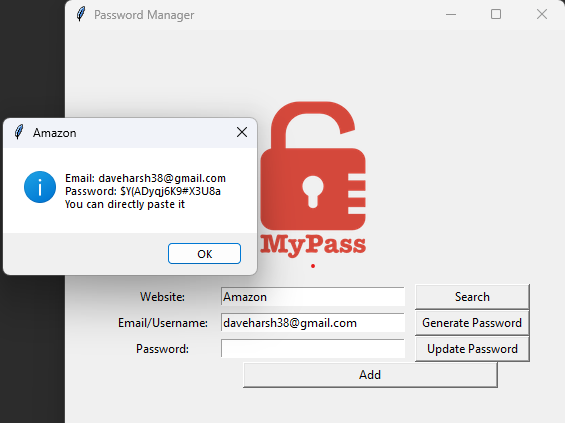 Password Manager
Amazon
Email: daveharsh38@gmail.com
Password: $Y(ADyqj6K9#X3U8a
You can directly paste it
OK
MyPass
Website:
Amazon
Search
Email/Username:
daveharsh38@gmail.com
Generate Password
Password:
Update Password
Add